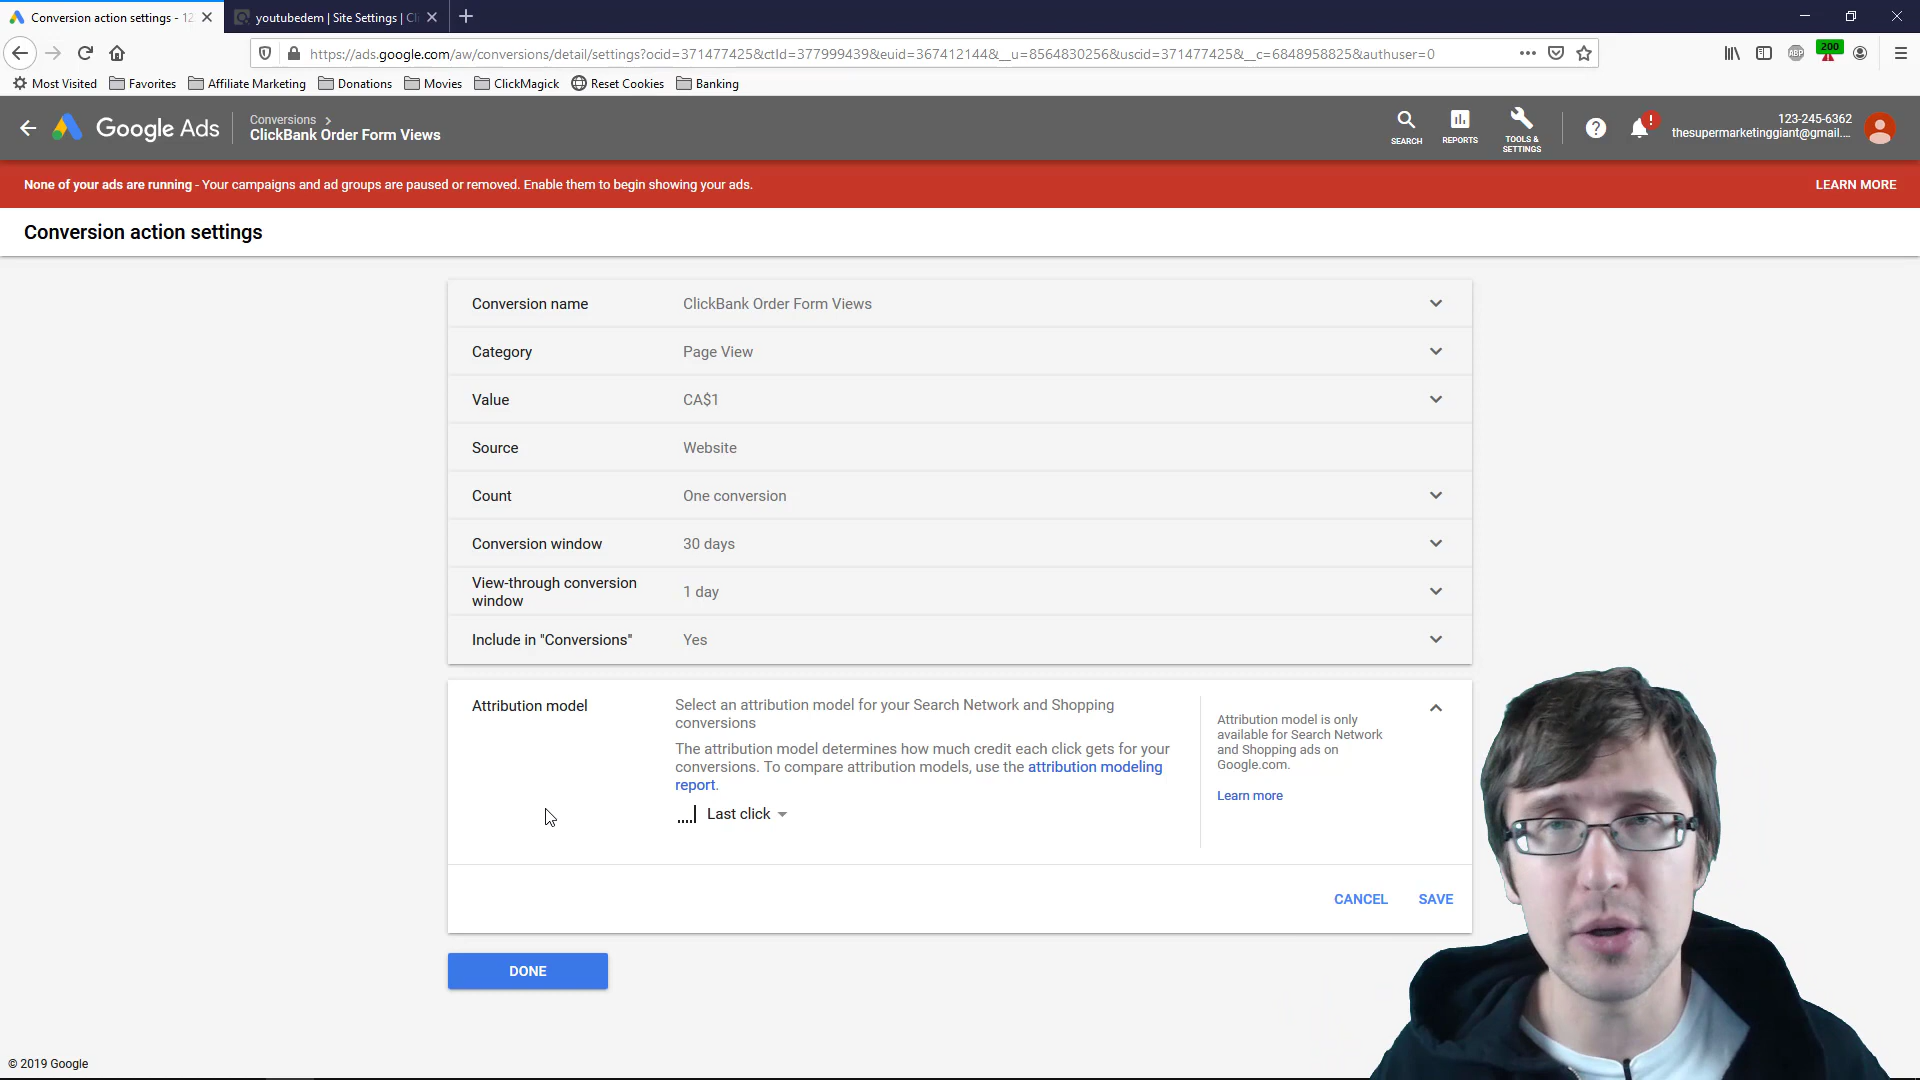 Conversion action settings - 12
youtubedem | Site Settings | Cli
https://ads.google.com/aw/conversions/detail/settings?ocid=371477425&ctId=377999439&euid=367412144&__u=8564830256&uscid=371477425&__c=6848958825&authuser=0
ABP
200
Most Visited
Favorites
Affiliate Marketing
Donations
Movies
ClickMagick
Reset Cookies
Banking
Google Ads
Conversions
ClickBank Order Form Views
SEARCH
REPORTS
TOOLS &
SETTINGS
?
!
123-245-6362
thesupermarketinggiant@gmail....
None of your ads are running - Your campaigns and ad groups are paused or removed. Enable them to begin showing your ads.
LEARN MORE
Conversion action settings
Conversion name
ClickBank Order Form Views
Category
Page View
Value
CA$1
Source
Website
Count
One conversion
Conversion window
30 days
View-through conversion
window
1 day
Include in "Conversions"
Yes
Attribution model
Select an attribution model for your Search Network and Shopping
conversions
The attribution model determines how much credit each click gets for your
conversions. To compare attribution models, use the attribution modeling
report.
Last click
Attribution model is only
available for Search Network
and Shopping ads on
Google.com.
Learn more
CANCEL
SAVE
DONE
© 2019 Google